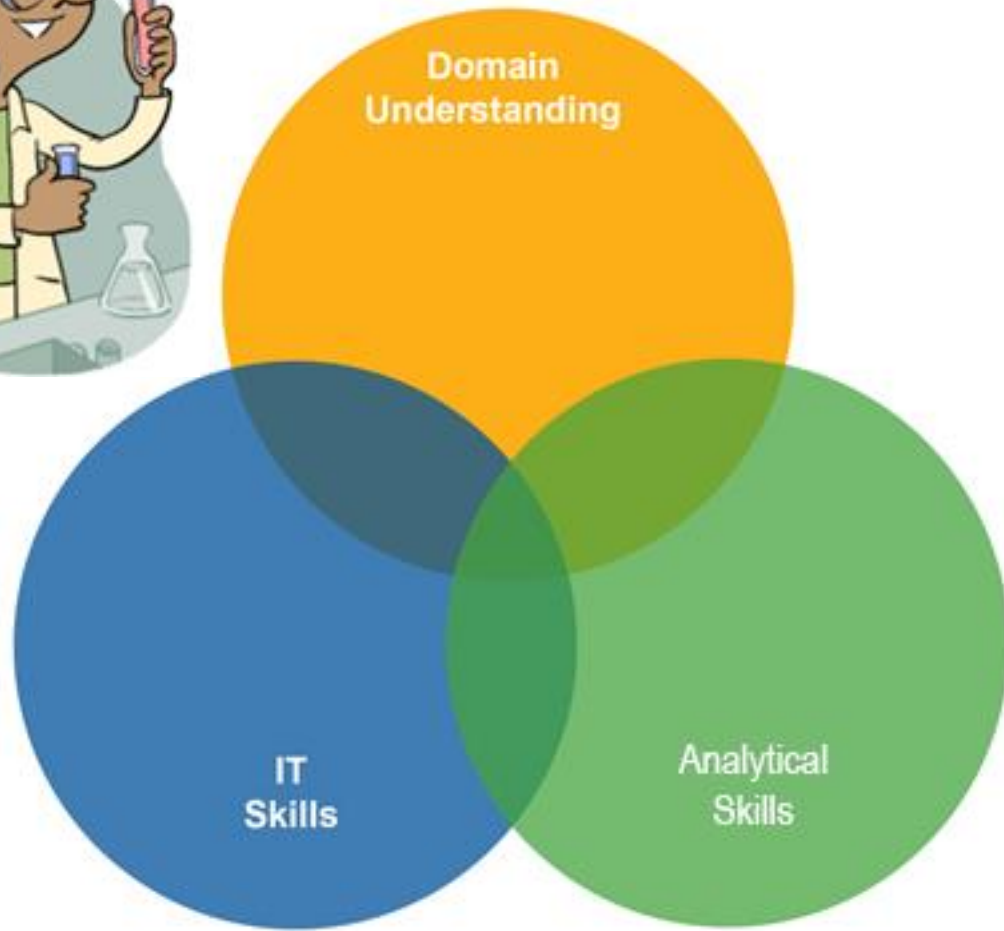 Domain
Understanding
IT
Skills
Analytical
Skills